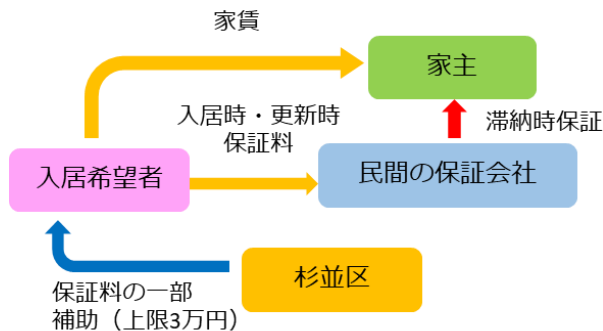 家賃
家主
入居時・更新時
保証料
滞納時保証
入居希望者
民間の保証会社
杉並区
保証料の一部
補助（上限3万円）